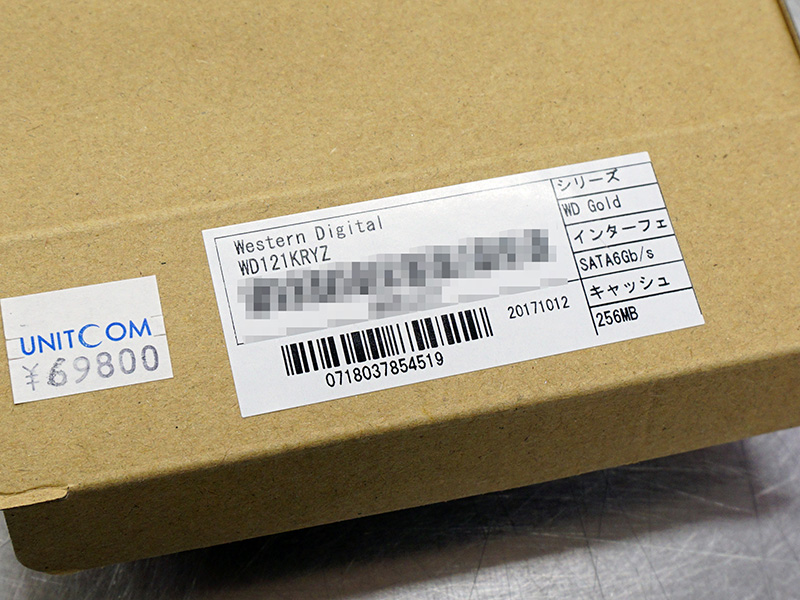 Western Digital
WD121KRYZ
0718037854519
20171012
シリーズ
WD Gold
インターフェ
SATA6Gb/s
キャッシュ
256MB
UNITCOM
¥69800